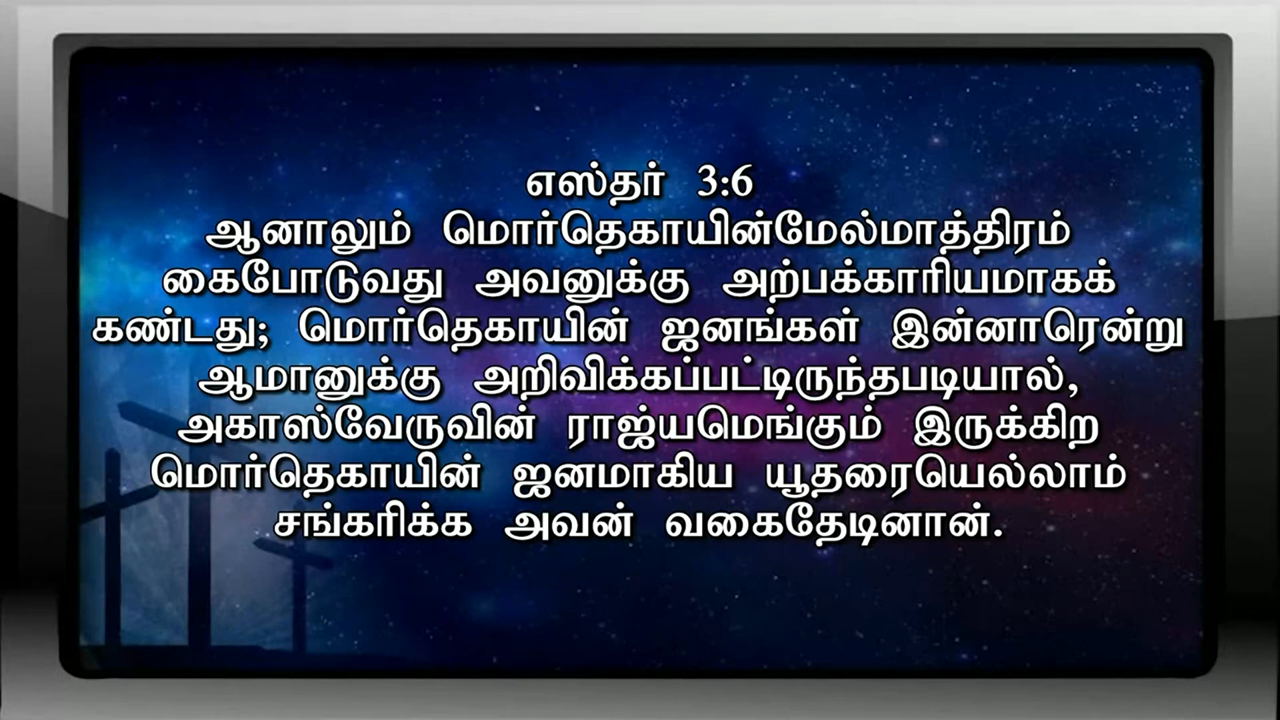 எஸ்தர் 3:6
ஆனாலும் மொர்தெகாயின்மேல்மாத்திரம்
கைபோடுவது அவனுக்கு அற்பக்காரியமாகக்
கண்டது; மொர்தெகாயின் ஜனங்கள் இன்னாரென்று
ஆமானுக்கு அறிவிக்கப்பட்டிருந்தபடியால்,
அகாஸ்வேருவின் ராஜ்யமெங்கும் இருக்கிற
மொர்தெகாயின் ஜனமாகிய யூதரையெல்லாம்
சங்கரிக்க அவன் வகைதேடினான்.